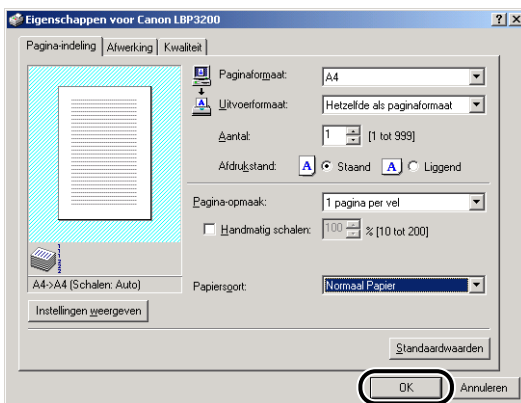 Eigenschappen voor Canon LBP3200
Pagina-indeling Afwerking Kwaliteit
Paginaformaat: A4
Uitvoerformaat: Hetzelfde als paginaformaat
Aantal: 1 [1 tot 999]
Afdrukstand: A Staand A Liggend
Pagina-opmaak: 1 pagina per vel
Handmatig schalen: 100 % [10 tot 200]
A4->A4 (Schalen: Auto)
Papiersoort: Normaal Papier
Instellingen weergeven
Standaardwaarden
OK Annuleren